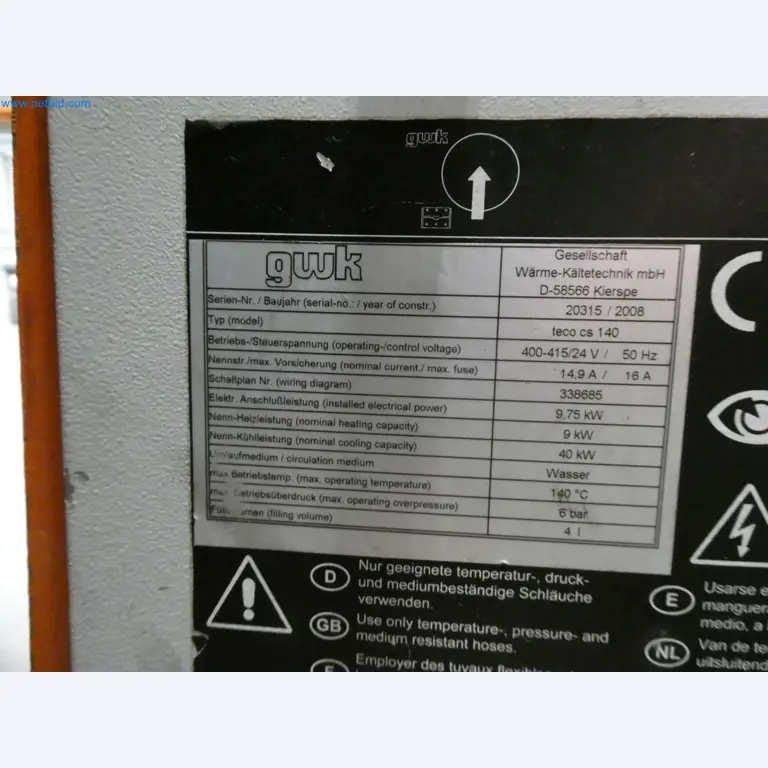 www.netbid.com
gwk
gwk
Gesellschaft
Wärme-Kältetechnik mbH
D-58566 Kierspe
Serien-Nr. / Baujahr (serial-no.: / year of constr.) 20315 / 2008
Typ (model) teco cs 140
Betriebs-/Steuerspannung (operating-/control voltage) 400-415/24 V / 50 Hz
Nennstr./max. Vorsicherung (nominal current./ max. fuse) 14,9 A / 16 A
Schaltplan Nr. (wiring diagram) 338685
Elektr. Anschlußleistung (installed electrical power) 9,75 kW
Nenn-Heizleistung (nominal heating capacity) 9 kW
Nenn-Kühlleistung (nominal cooling capacity) 40 kW
Umlaufmedium / circulation medium Wasser
max. Betriebstemp. (max. operating temperature) 140 °C
max. Betriebsüberdruck (max. operating overpressure) 6 bar
(filling volume) 4 l
CE
D Nur geeignete temperatur-, druck-
und mediumbeständige Schläuche
verwenden.
GB Use only temperature-, pressure- and
medium resistant hoses.
F Employer des tuyaux
E Usarse e
manguera
medio, a
NL Van de te
uitsluitend